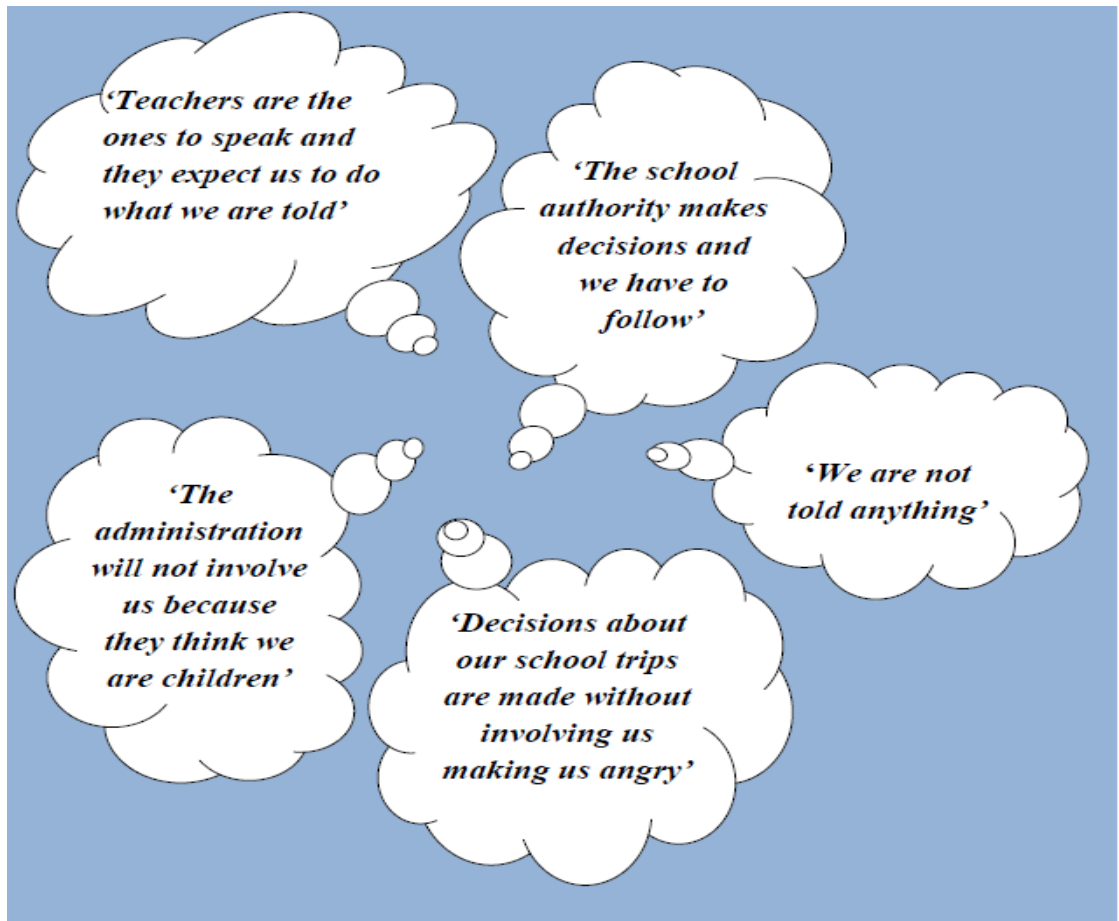 ‘Teachers are the
ones to speak and
they expect us to do
what we are told’
‘The school
authority makes
decisions and
we have to
follow’
‘We are not
told anything’
‘The
administration
will not involve
us because
they think we
are children’
‘Decisions about
our school trips
are made without
involving us
making us angry’